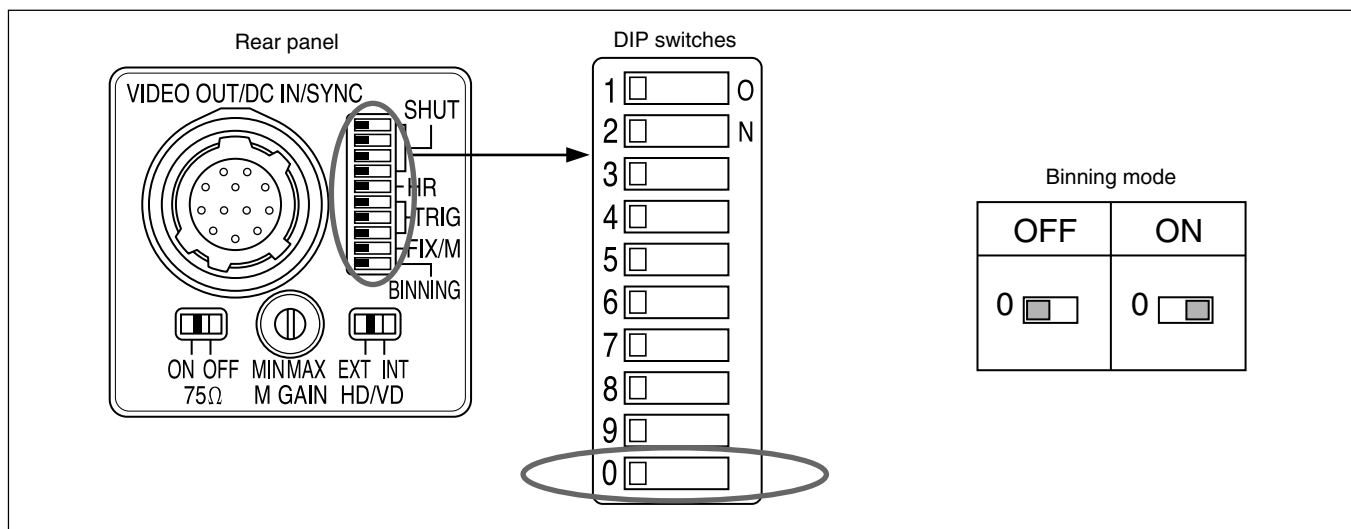 Rear panel
VIDEO OUT/DC IN/SYNC
SHUT
HR
TRIG
FIX/M
BINNING
ON OFF
75Ω
MIN MAX
M GAIN
EXT INT
HD/VD
DIP switches
1 O
2 N
3
4
5
6
7
8
9
0
Binning mode
OFF ON
0 0